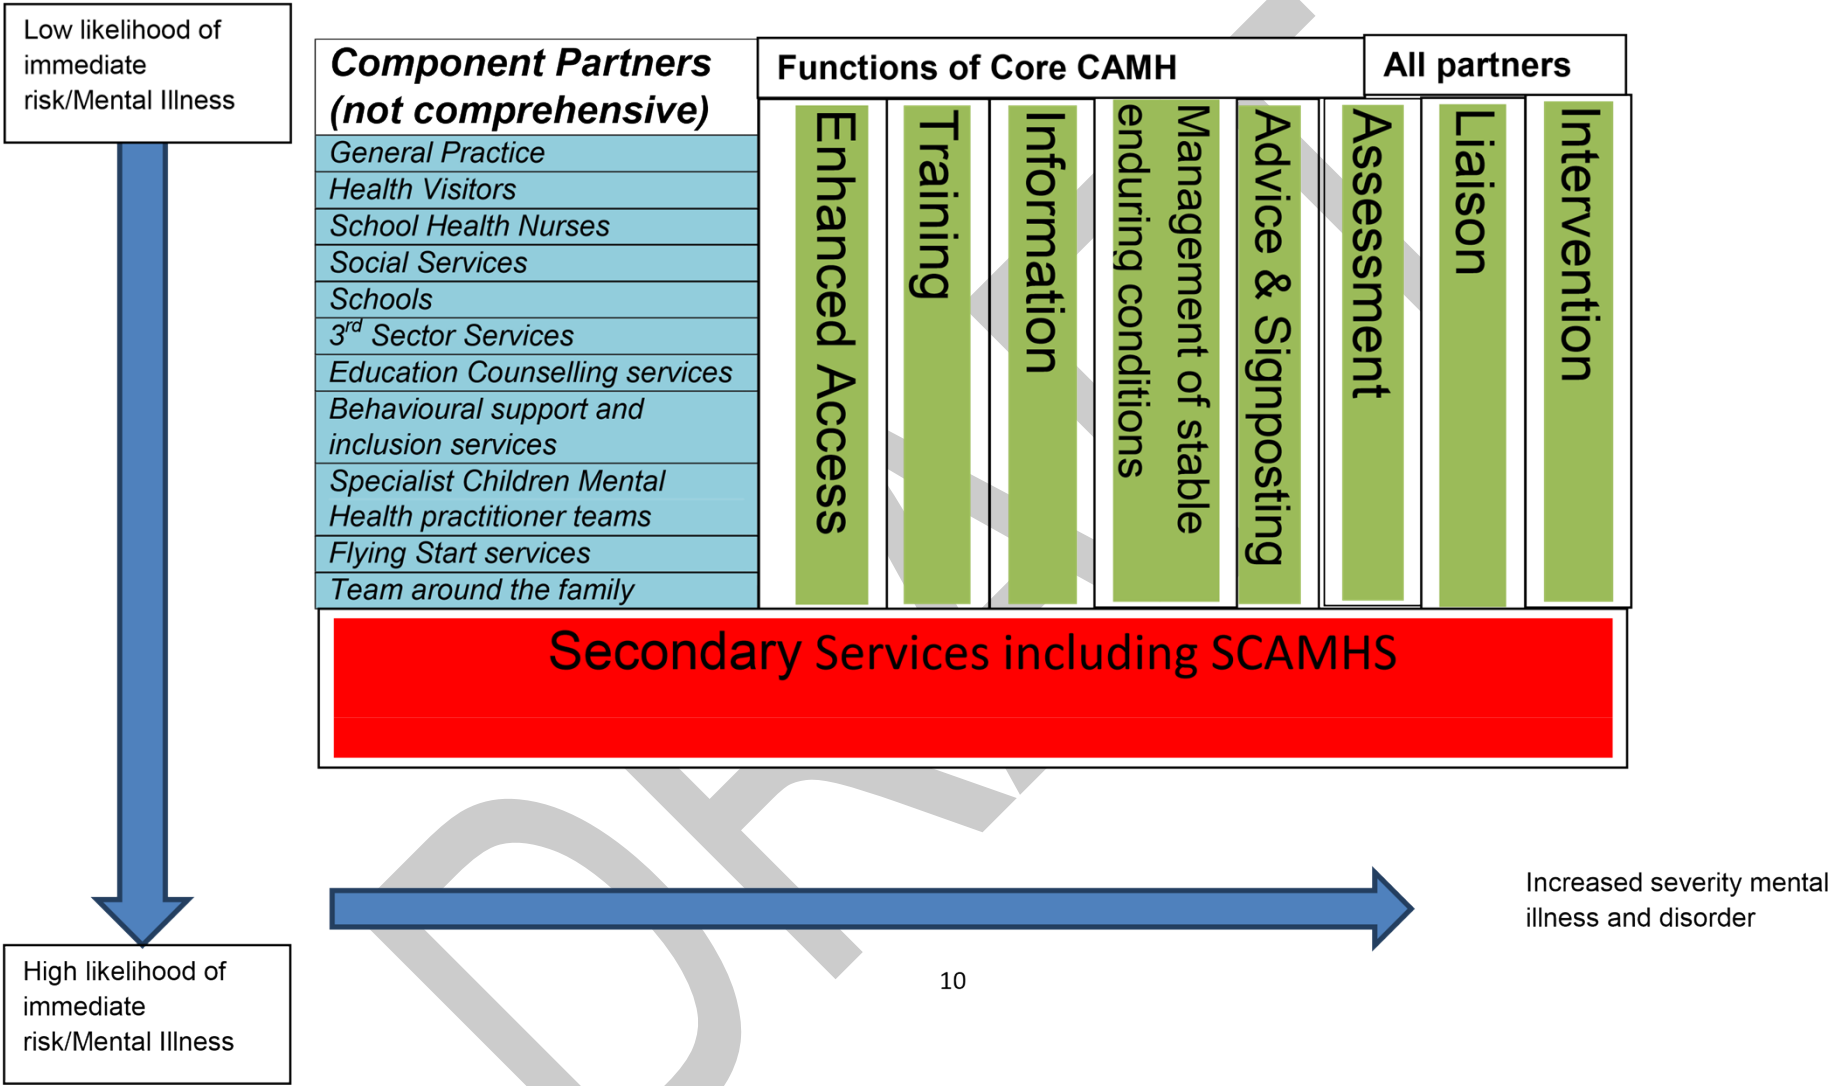 Low likelihood of
immediate
risk/Mental Illness
Component Partners
(not comprehensive)
Functions of Core CAMH
All partners
General Practice
Health Visitors
School Health Nurses
Social Services
Schools
3rd Sector Services
Education Counselling services
Behavioural support and
inclusion services
Specialist Children Mental
Health practitioner teams
Flying Start services
Team around the family
Enhanced Access
Training
Information
Management of stable
enduring conditions
Advice & Signposting
Assessment
Liaison
Intervention
Secondary Services including SCAMHS
Increased severity mental
illness and disorder
High likelihood of
immediate
risk/Mental Illness
10
DRAFT